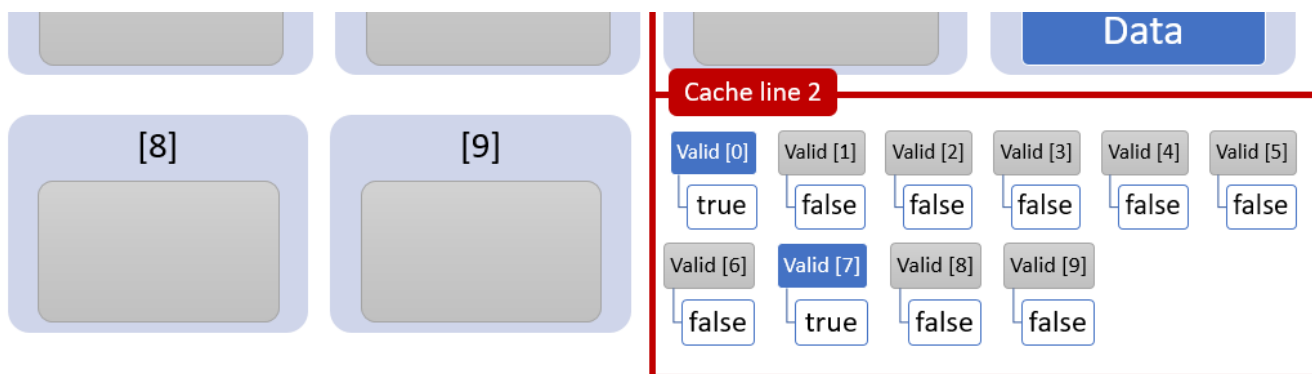 Data
Cache line 2
[8] [9]
Valid [0] Valid [1] Valid [2] Valid [3] Valid [4] Valid [5]
true false false false false false
Valid [6] Valid [7] Valid [8] Valid [9]
false true false false